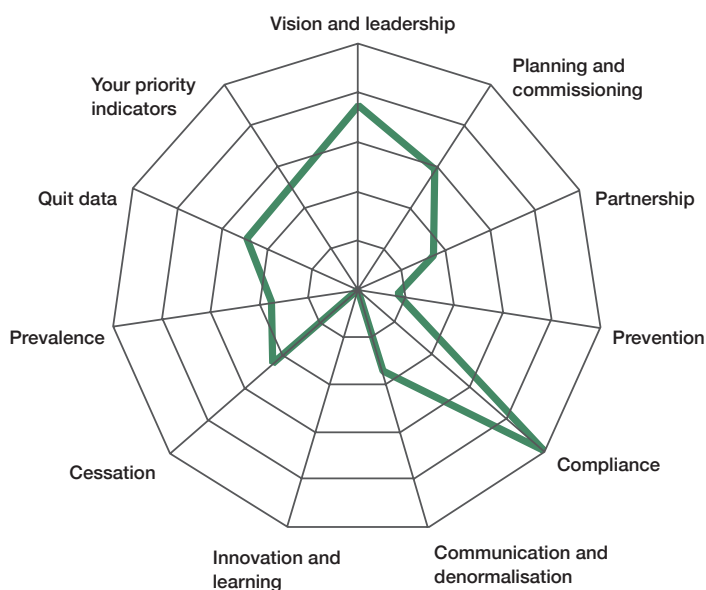 Vision and leadership
Planning and
commissioning
Partnership
Prevention
Compliance
Communication and
denormalisation
Innovation and
learning
Cessation
Prevalence
Quit data
Your priority
indicators